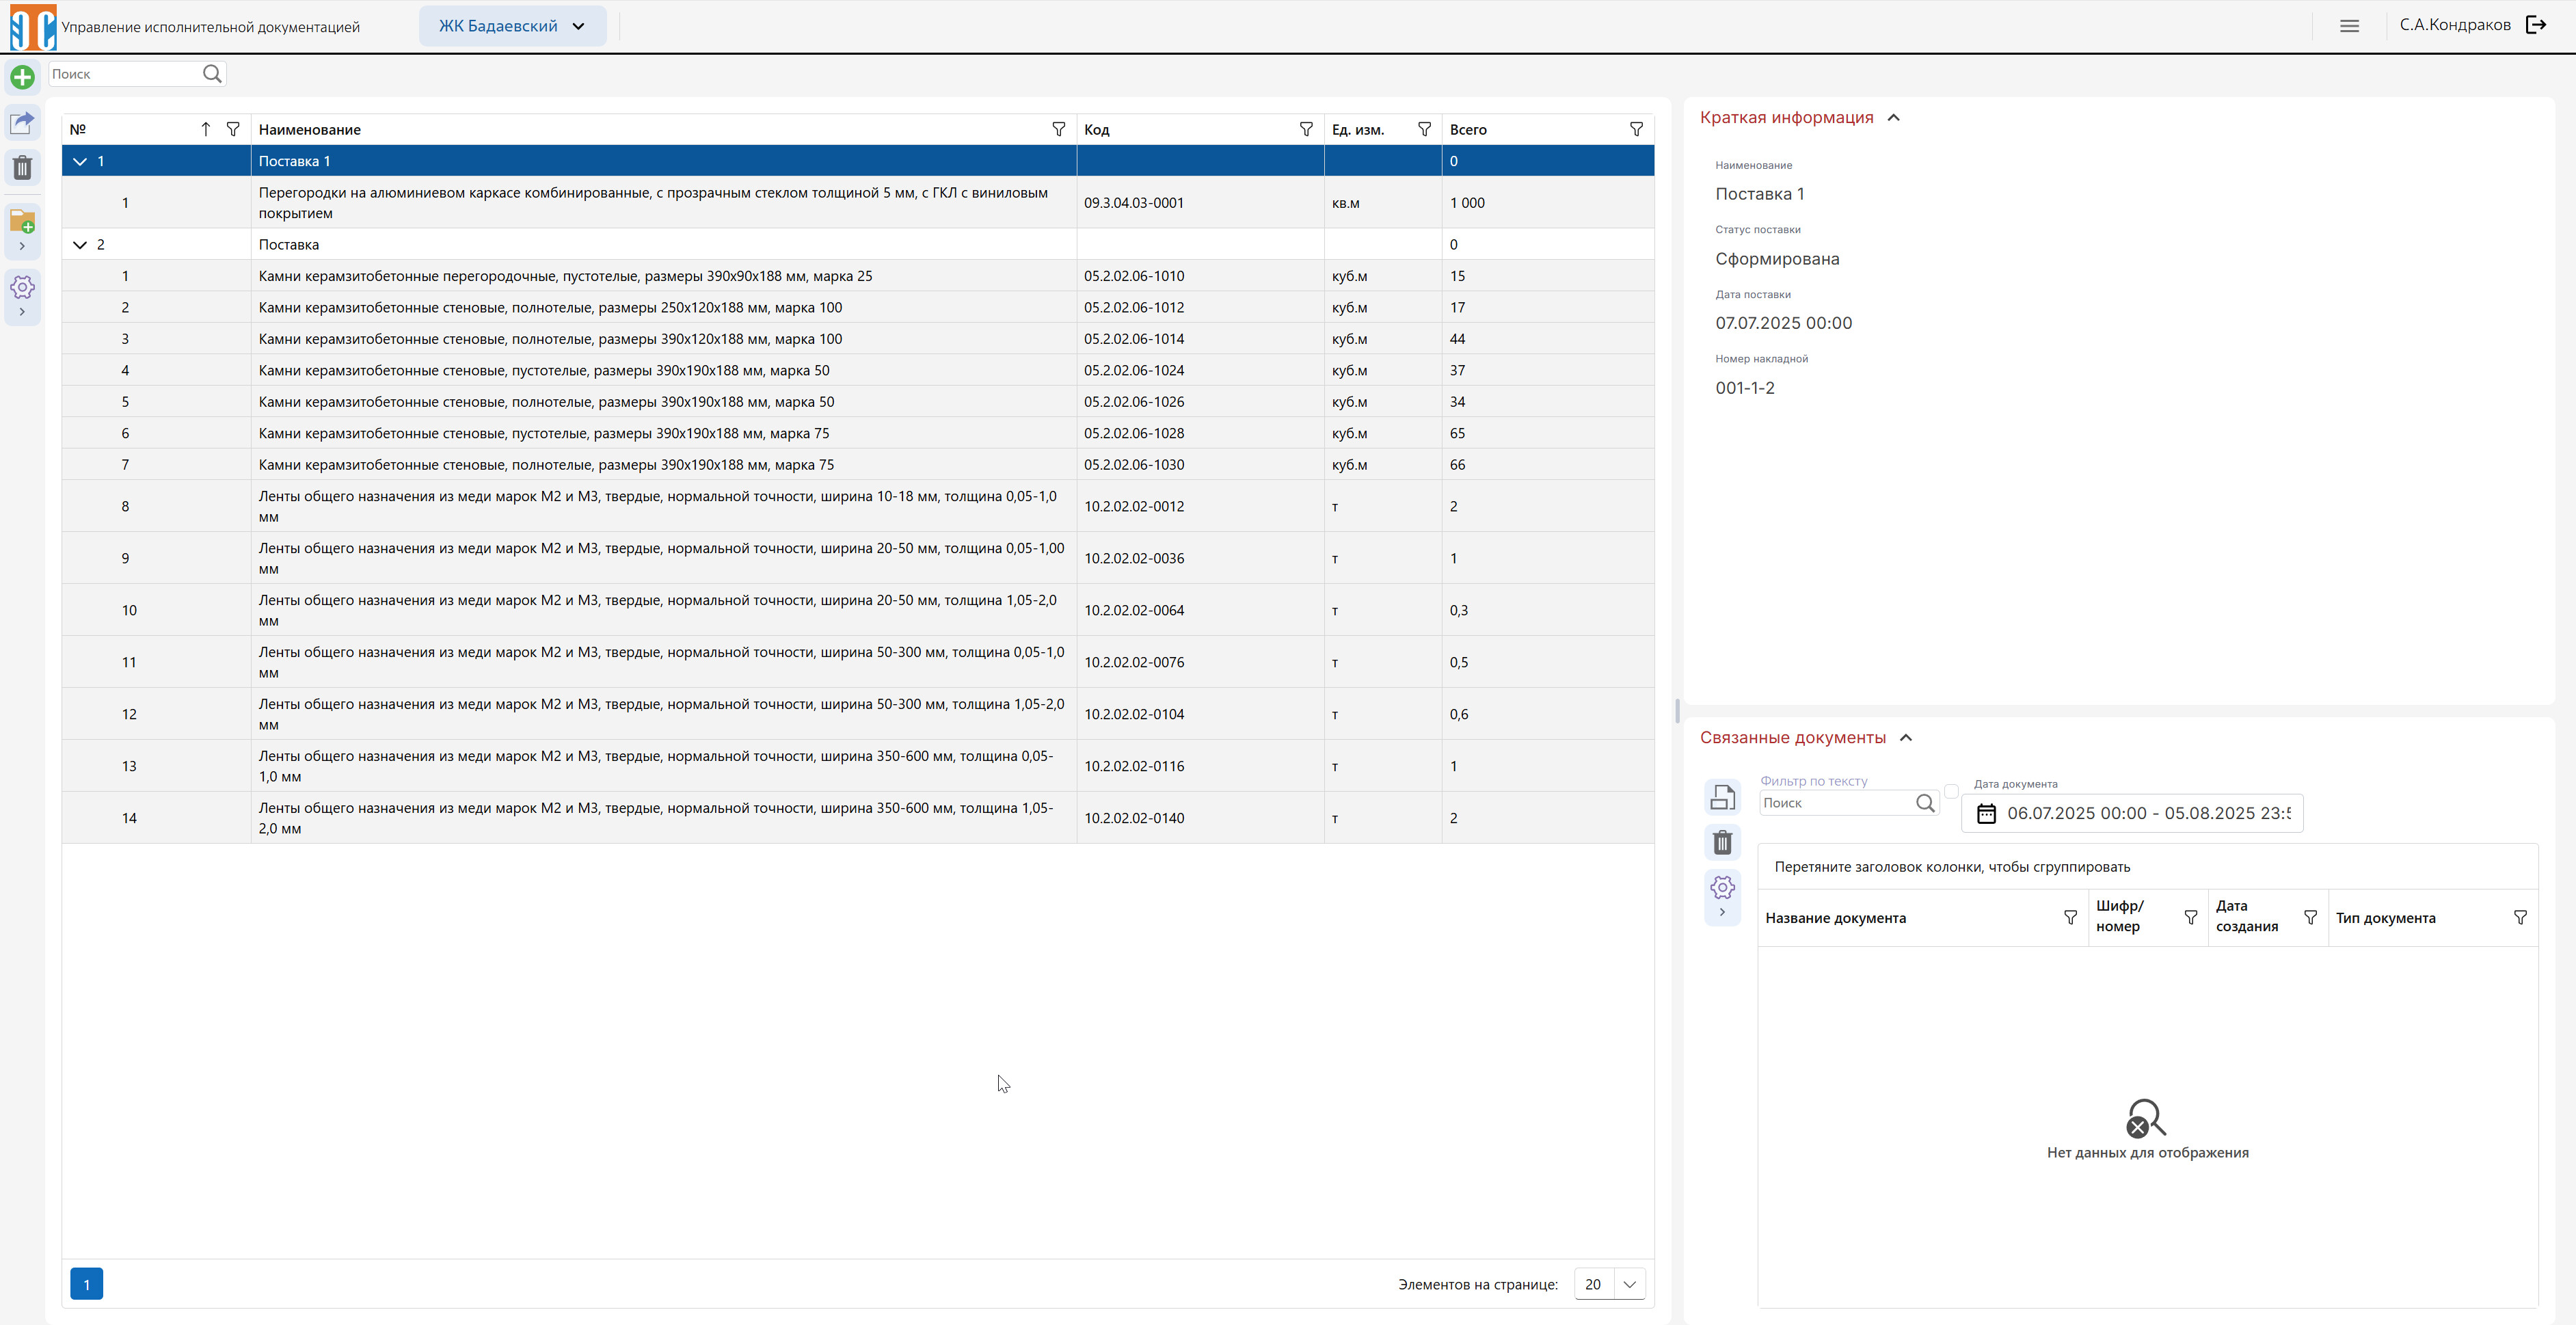 Управление исполнительной документацией
ЖК Бадаевский
С.А.Кондраков
Поиск
№ Наименование Код Ед. изм. Всего
1 Поставка 1 0
1 Перегородки на алюминиевом каркасе комбинированные, с прозрачным стеклом толщиной 5 мм, с ГКЛ с виниловым
покрытием 09.3.04.03-0001 кв.м 1 000
2 Поставка 0
1 Камни керамзитобетонные перегородочные, пустотелые, размеры 390x90x188 мм, марка 25 05.2.02.06-1010 куб.м 15
2 Камни керамзитобетонные стеновые, полнотелые, размеры 250x120x188 мм, марка 100 05.2.02.06-1012 куб.м 17
3 Камни керамзитобетонные стеновые, полнотелые, размеры 390x120x188 мм, марка 100 05.2.02.06-1014 куб.м 44
4 Камни керамзитобетонные стеновые, пустотелые, размеры 390x190x188 мм, марка 50 05.2.02.06-1024 куб.м 37
5 Камни керамзитобетонные стеновые, полнотелые, размеры 390x190x188 мм, марка 50 05.2.02.06-1026 куб.м 34
6 Камни керамзитобетонные стеновые, пустотелые, размеры 390x190x188 мм, марка 75 05.2.02.06-1028 куб.м 65
7 Камни керамзитобетонные стеновые, полнотелые, размеры 390x190x188 мм, марка 75 05.2.02.06-1030 куб.м 66
8 Ленты общего назначения из меди марок М2 и М3, твердые, нормальной точности, ширина 10-18 мм, толщина 0,05-1,0
мм 10.2.02.02-0012 т 2
9 Ленты общего назначения из меди марок М2 и М3, твердые, нормальной точности, ширина 20-50 мм, толщина 0,05-1,00
мм 10.2.02.02-0036 т 1
10 Ленты общего назначения из меди марок М2 и М3, твердые, нормальной точности, ширина 20-50 мм, толщина 1,05-2,0
мм 10.2.02.02-0064 т 0,3
11 Ленты общего назначения из меди марок М2 и М3, твердые, нормальной точности, ширина 50-300 мм, толщина 0,05-1,0
мм 10.2.02.02-0076 т 0,5
12 Ленты общего назначения из меди марок М2 и М3, твердые, нормальной точности, ширина 50-300 мм, толщина 1,05-2,0
мм 10.2.02.02-0104 т 0,6
13 Ленты общего назначения из меди марок М2 и М3, твердые, нормальной точности, ширина 350-600 мм, толщина 0,05-
1,0 мм 10.2.02.02-0116 т 1
14 Ленты общего назначения из меди марок М2 и М3, твердые, нормальной точности, ширина 350-600 мм, толщина 1,05-
2,0 мм 10.2.02.02-0140 т 2
1
Элементов на странице: 20
Краткая информация
Наименование
Поставка 1
Статус поставки
Сформирована
Дата поставки
07.07.2025 00:00
Номер накладной
001-1-2
Связанные документы
Фильтр по тексту
Поиск
Дата документа
06.07.2025 00:00 - 05.08.2025 23:5
Перетяните заголовок колонки, чтобы сгруппировать
Название документа
Шифр/
номер
Дата
создания
Тип документа
Нет данных для отображения